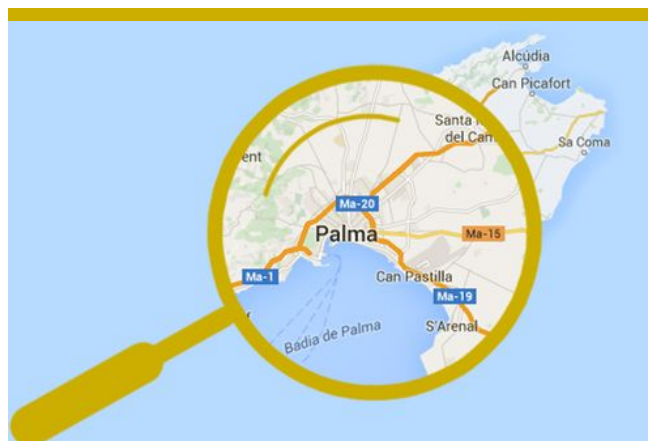 Alcúdia
Can Picafort
Santa
del Cam
Sa Coma
ent
Ma-20
Palma
Ma-15
Ma-1
Can Pastilla
Ma-19
S'Arenal
Badia de Palma